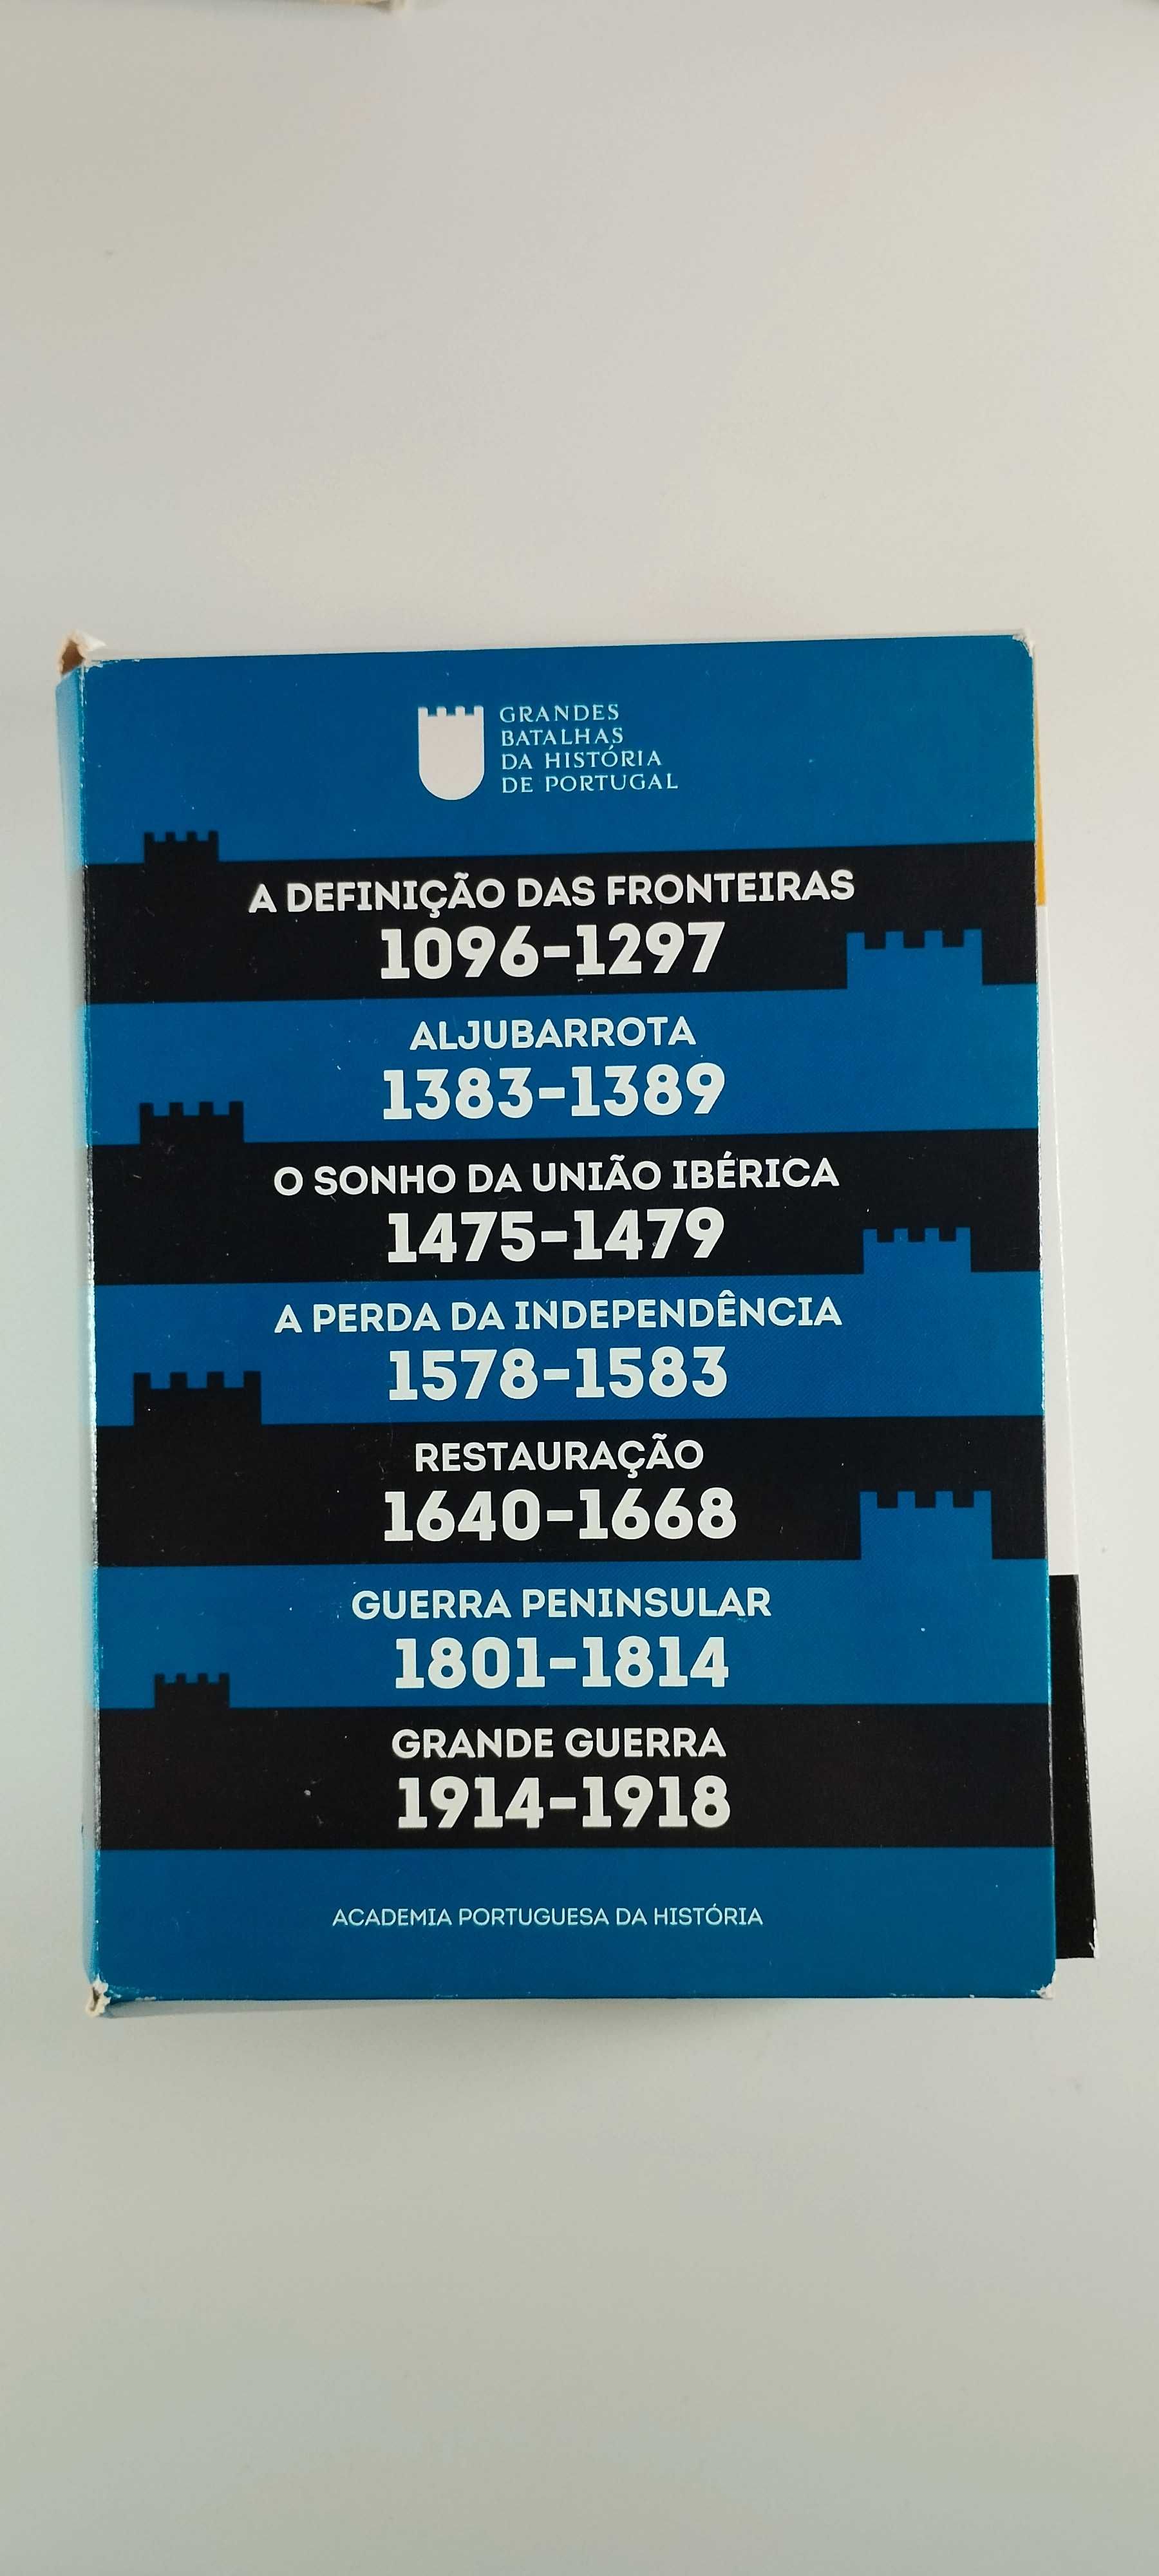 GRANDES
BATALHAS
DA HISTÓRIA
DE PORTUGAL
A DEFINIÇÃO DAS FRONTEIRAS
1096-1297
ALJUBARROTA
1383-1389
O SONHO DA UNIÃO IBÉRICA
1475-1479
A PERDA DA INDEPENDÊNCIA
1578-1583
RESTAURAÇÃO
1640-1668
GUERRA PENINSULAR
1801-1814
GRANDE GUERRA
1914-1918
ACADEMIA PORTUGUESA DA HISTÓRIA